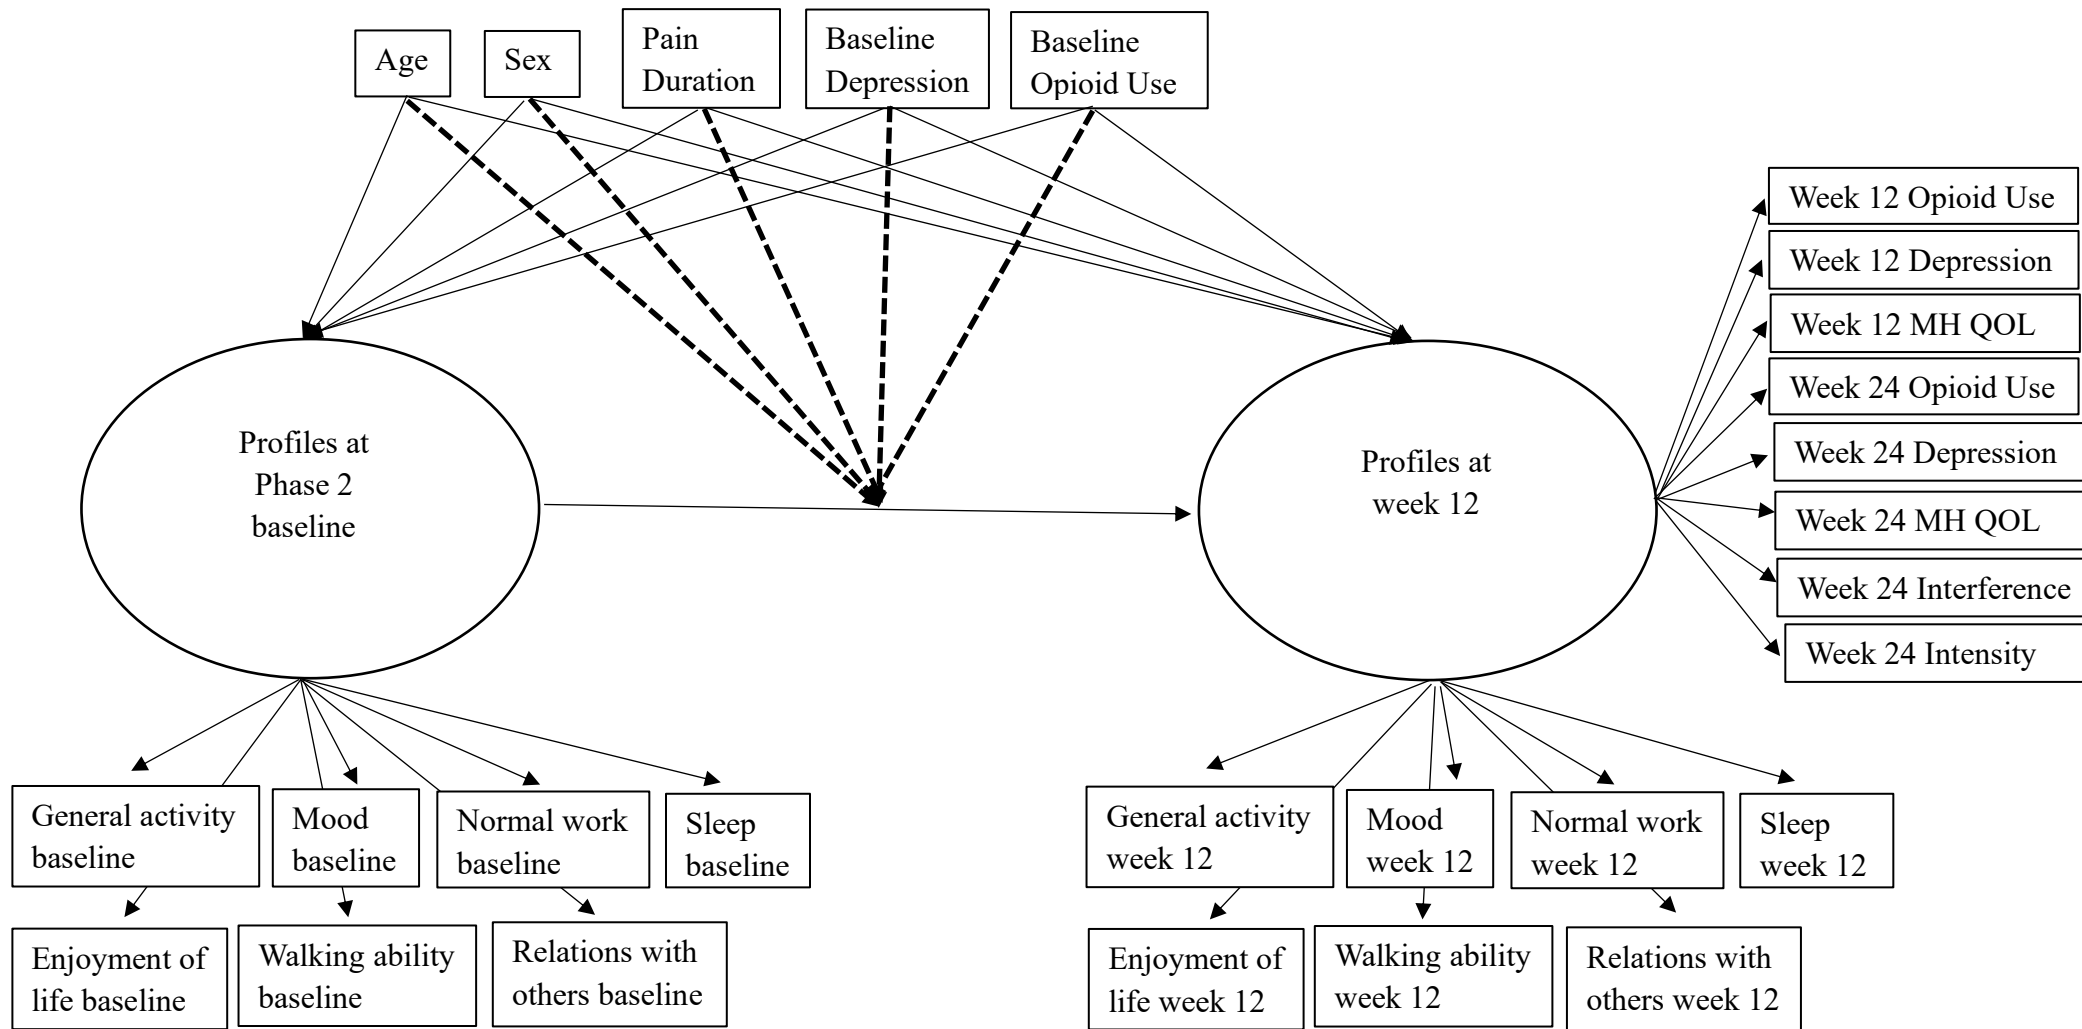 Age
Sex
Pain
Duration
Baseline
Depression
Baseline
Opioid Use
Week 12 Opioid Use
Week 12 Depression
Week 12 MH QOL
Week 24 Opioid Use
Week 24 Depression
Week 24 MH QOL
Week 24 Interference
Week 24 Intensity
Profiles at
Phase 2
baseline
Profiles at
week 12
General activity
baseline
Mood
baseline
Normal work
baseline
Sleep
baseline
Enjoyment of
life baseline
Walking ability
baseline
Relations with
others baseline
General activity
week 12
Mood
week 12
Normal work
week 12
Sleep
week 12
Enjoyment of
life week 12
Walking ability
week 12
Relations with
others week 12